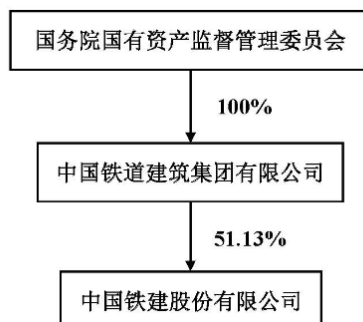 国务院国有资产监督管理委员会
100%
中国铁道建筑集团有限公司
51.13%
中国铁建股份有限公司